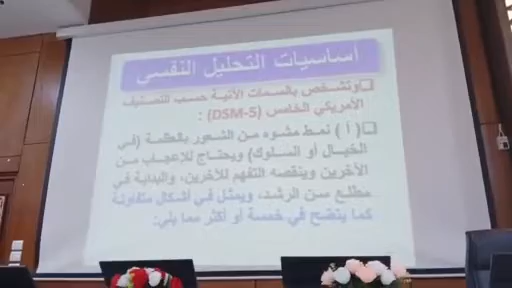 أساسيات التحليل النفسي
وتشخص بالسمات الآتية حسب للتصنيف
الأمريكي الخامس (DSM-5) :
( أ ) نمط مشوه من الشعور بالعظمة (في
الخيال أو السلوك) ويحتاج للإعجاب من
الآخرين وينقصه التفهم للآخرين، والبداية في
مطلع سن الرشد، ويمثل في أشكال متفاوتة
كما يتضح في خمسة أو أكثر مما يلي: